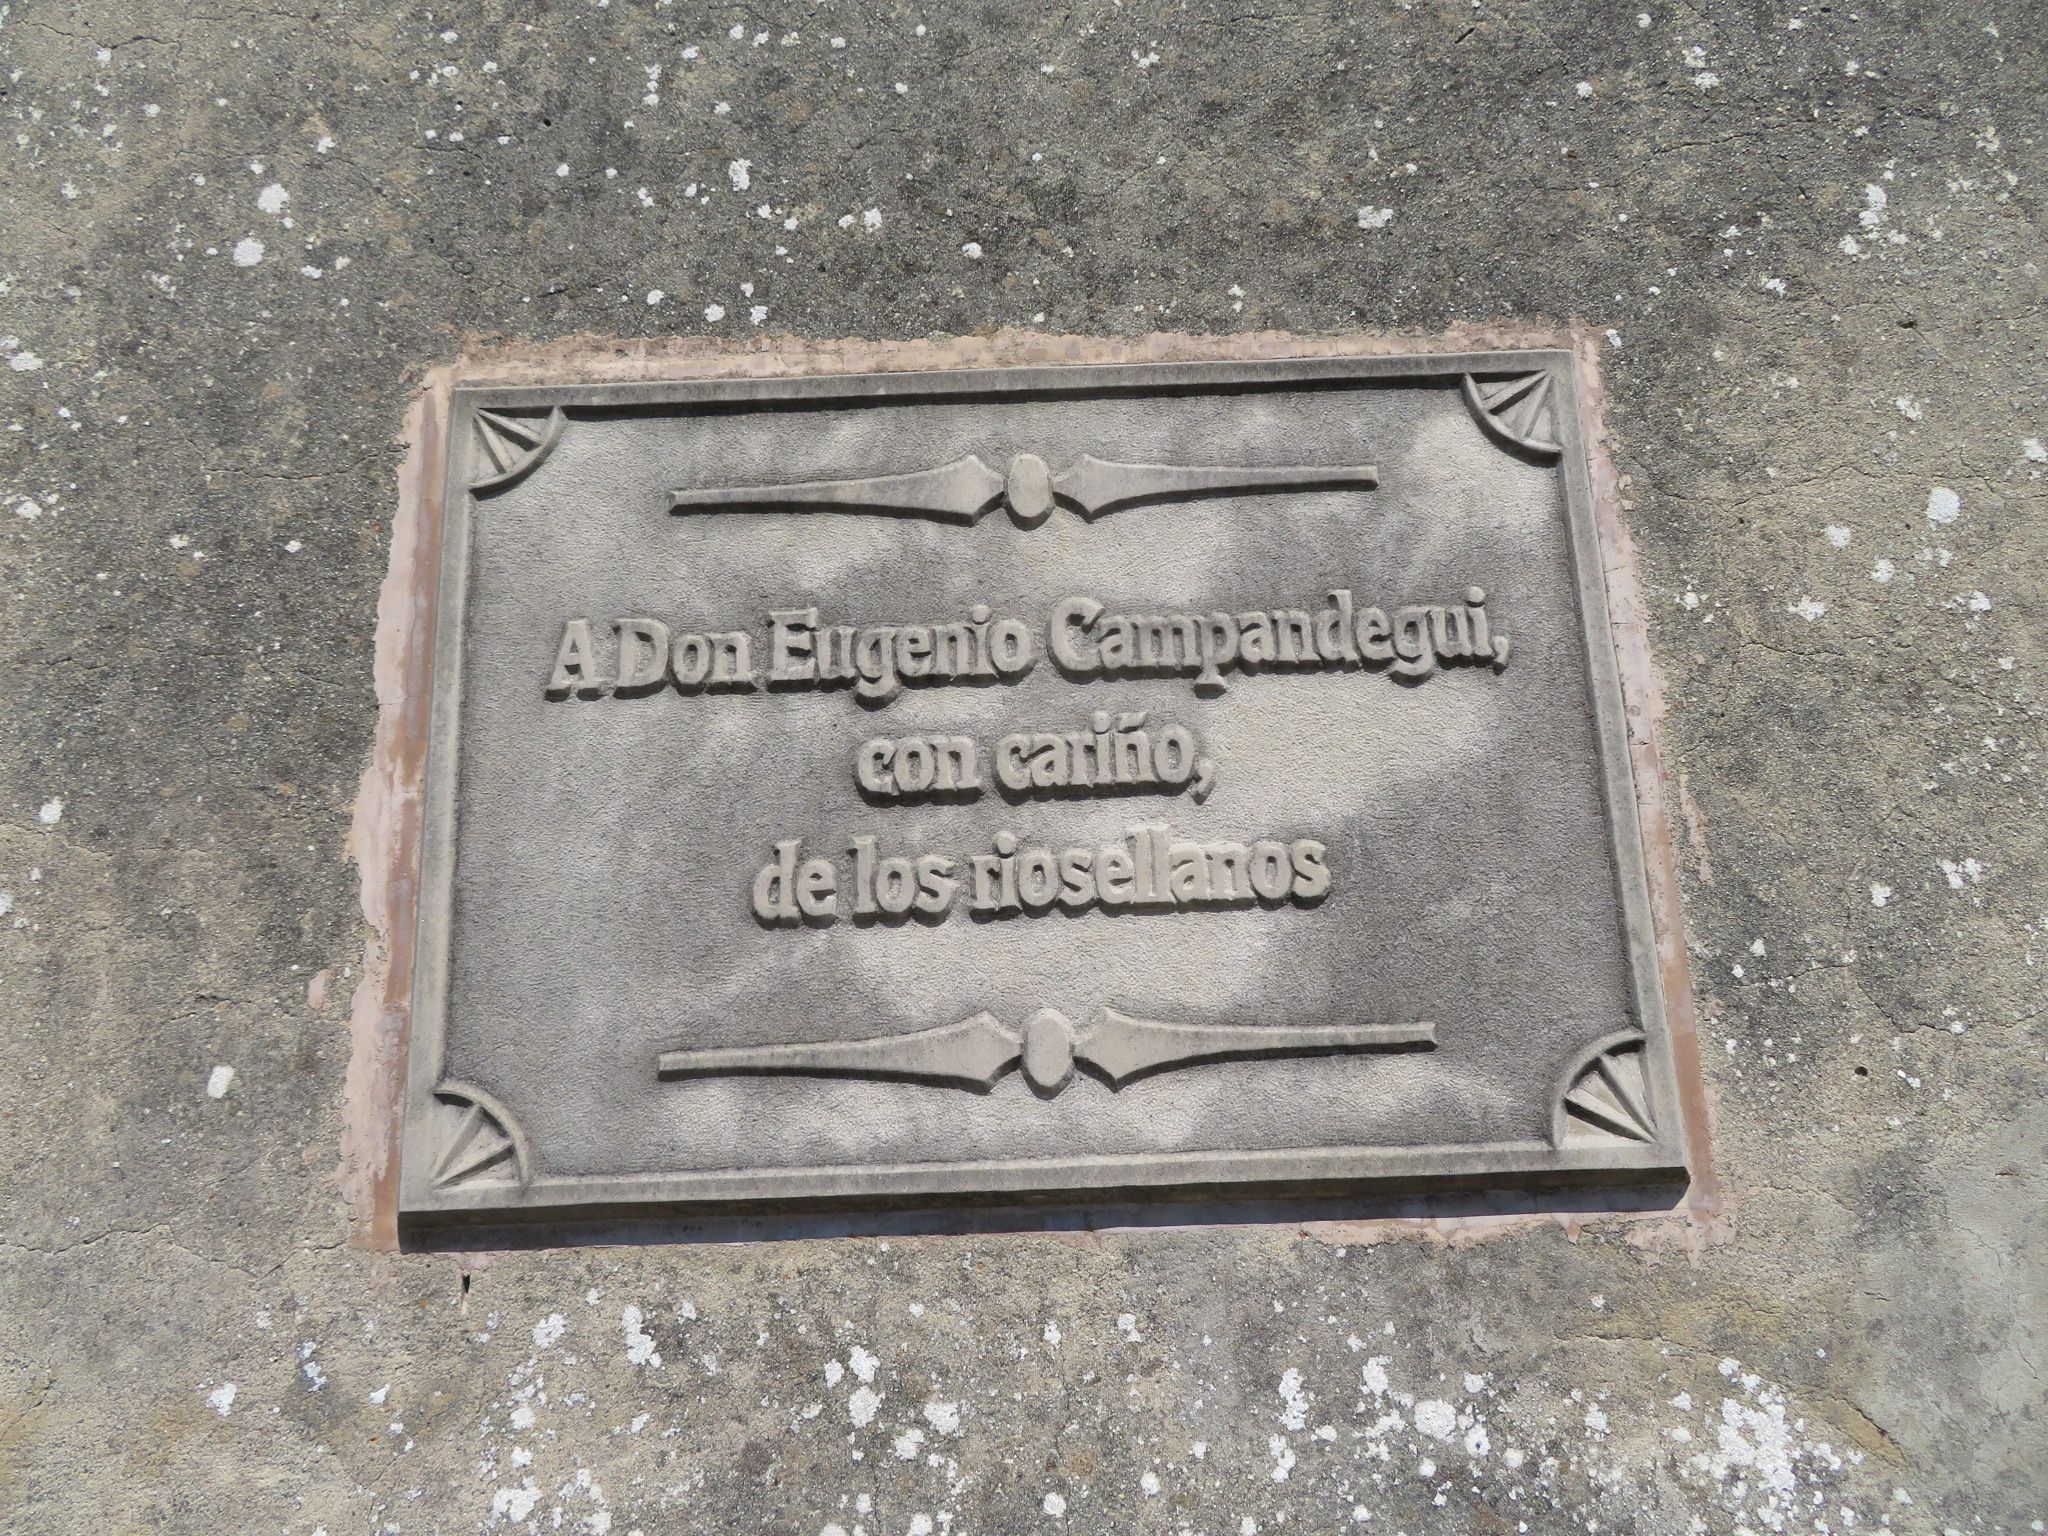 A Don Eugenio Campandegui,
con cariño,
de los riosellanos